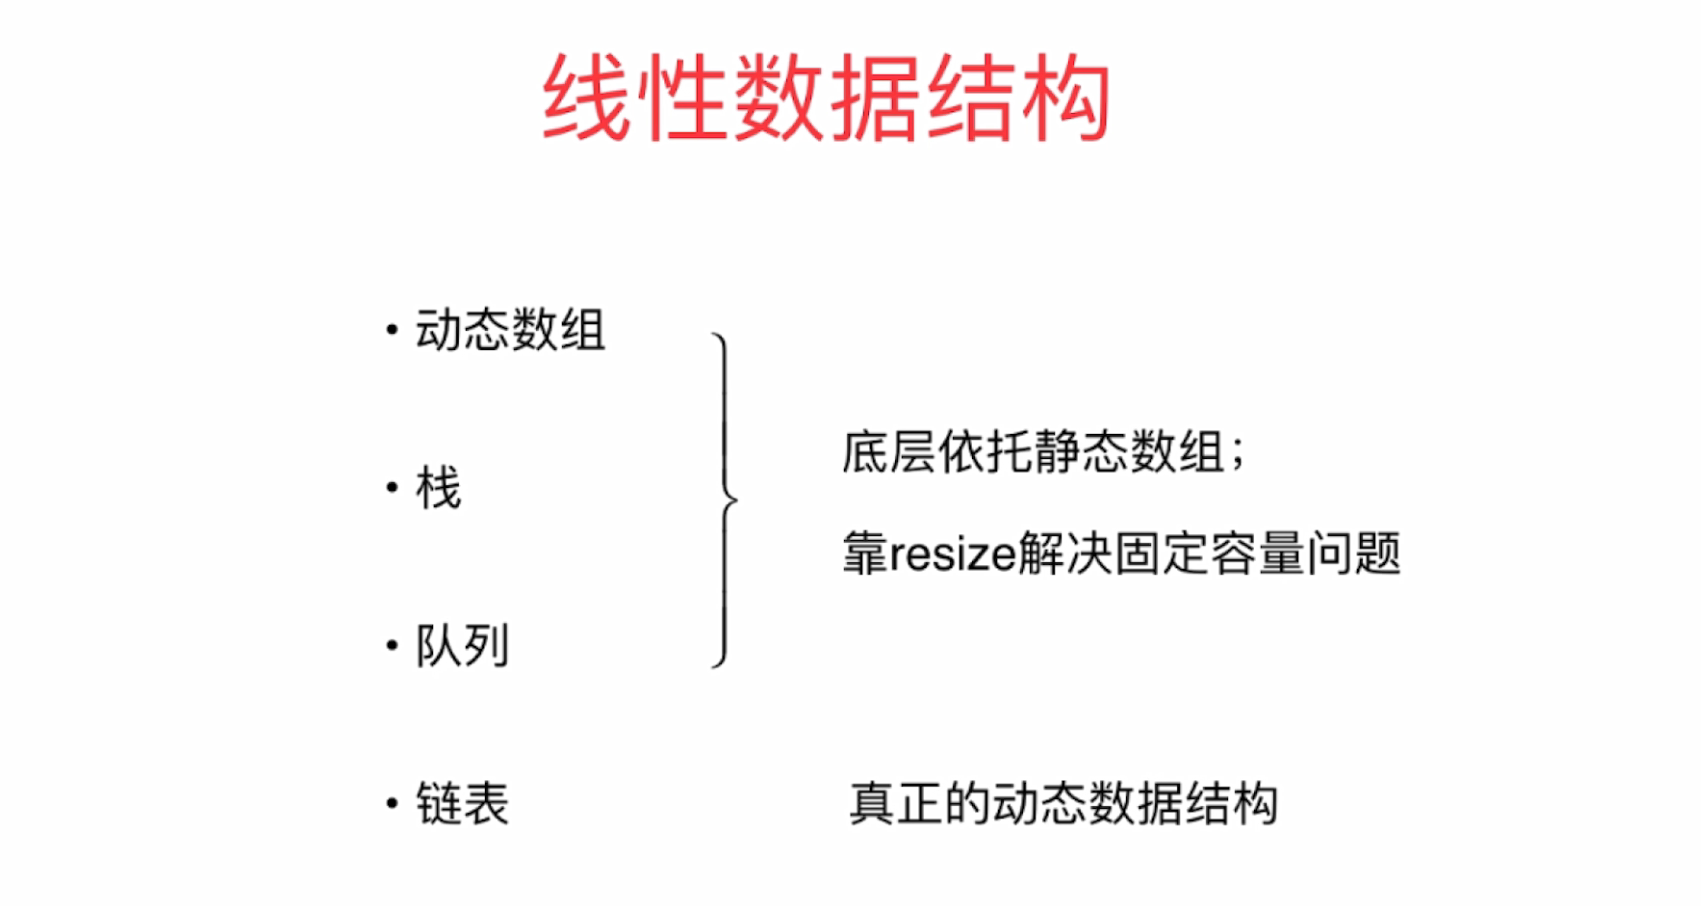 线性数据结构
• 动态数组
• 栈
• 队列
底层依托静态数组；
靠resize解决固定容量问题
• 链表 真正的动态数据结构